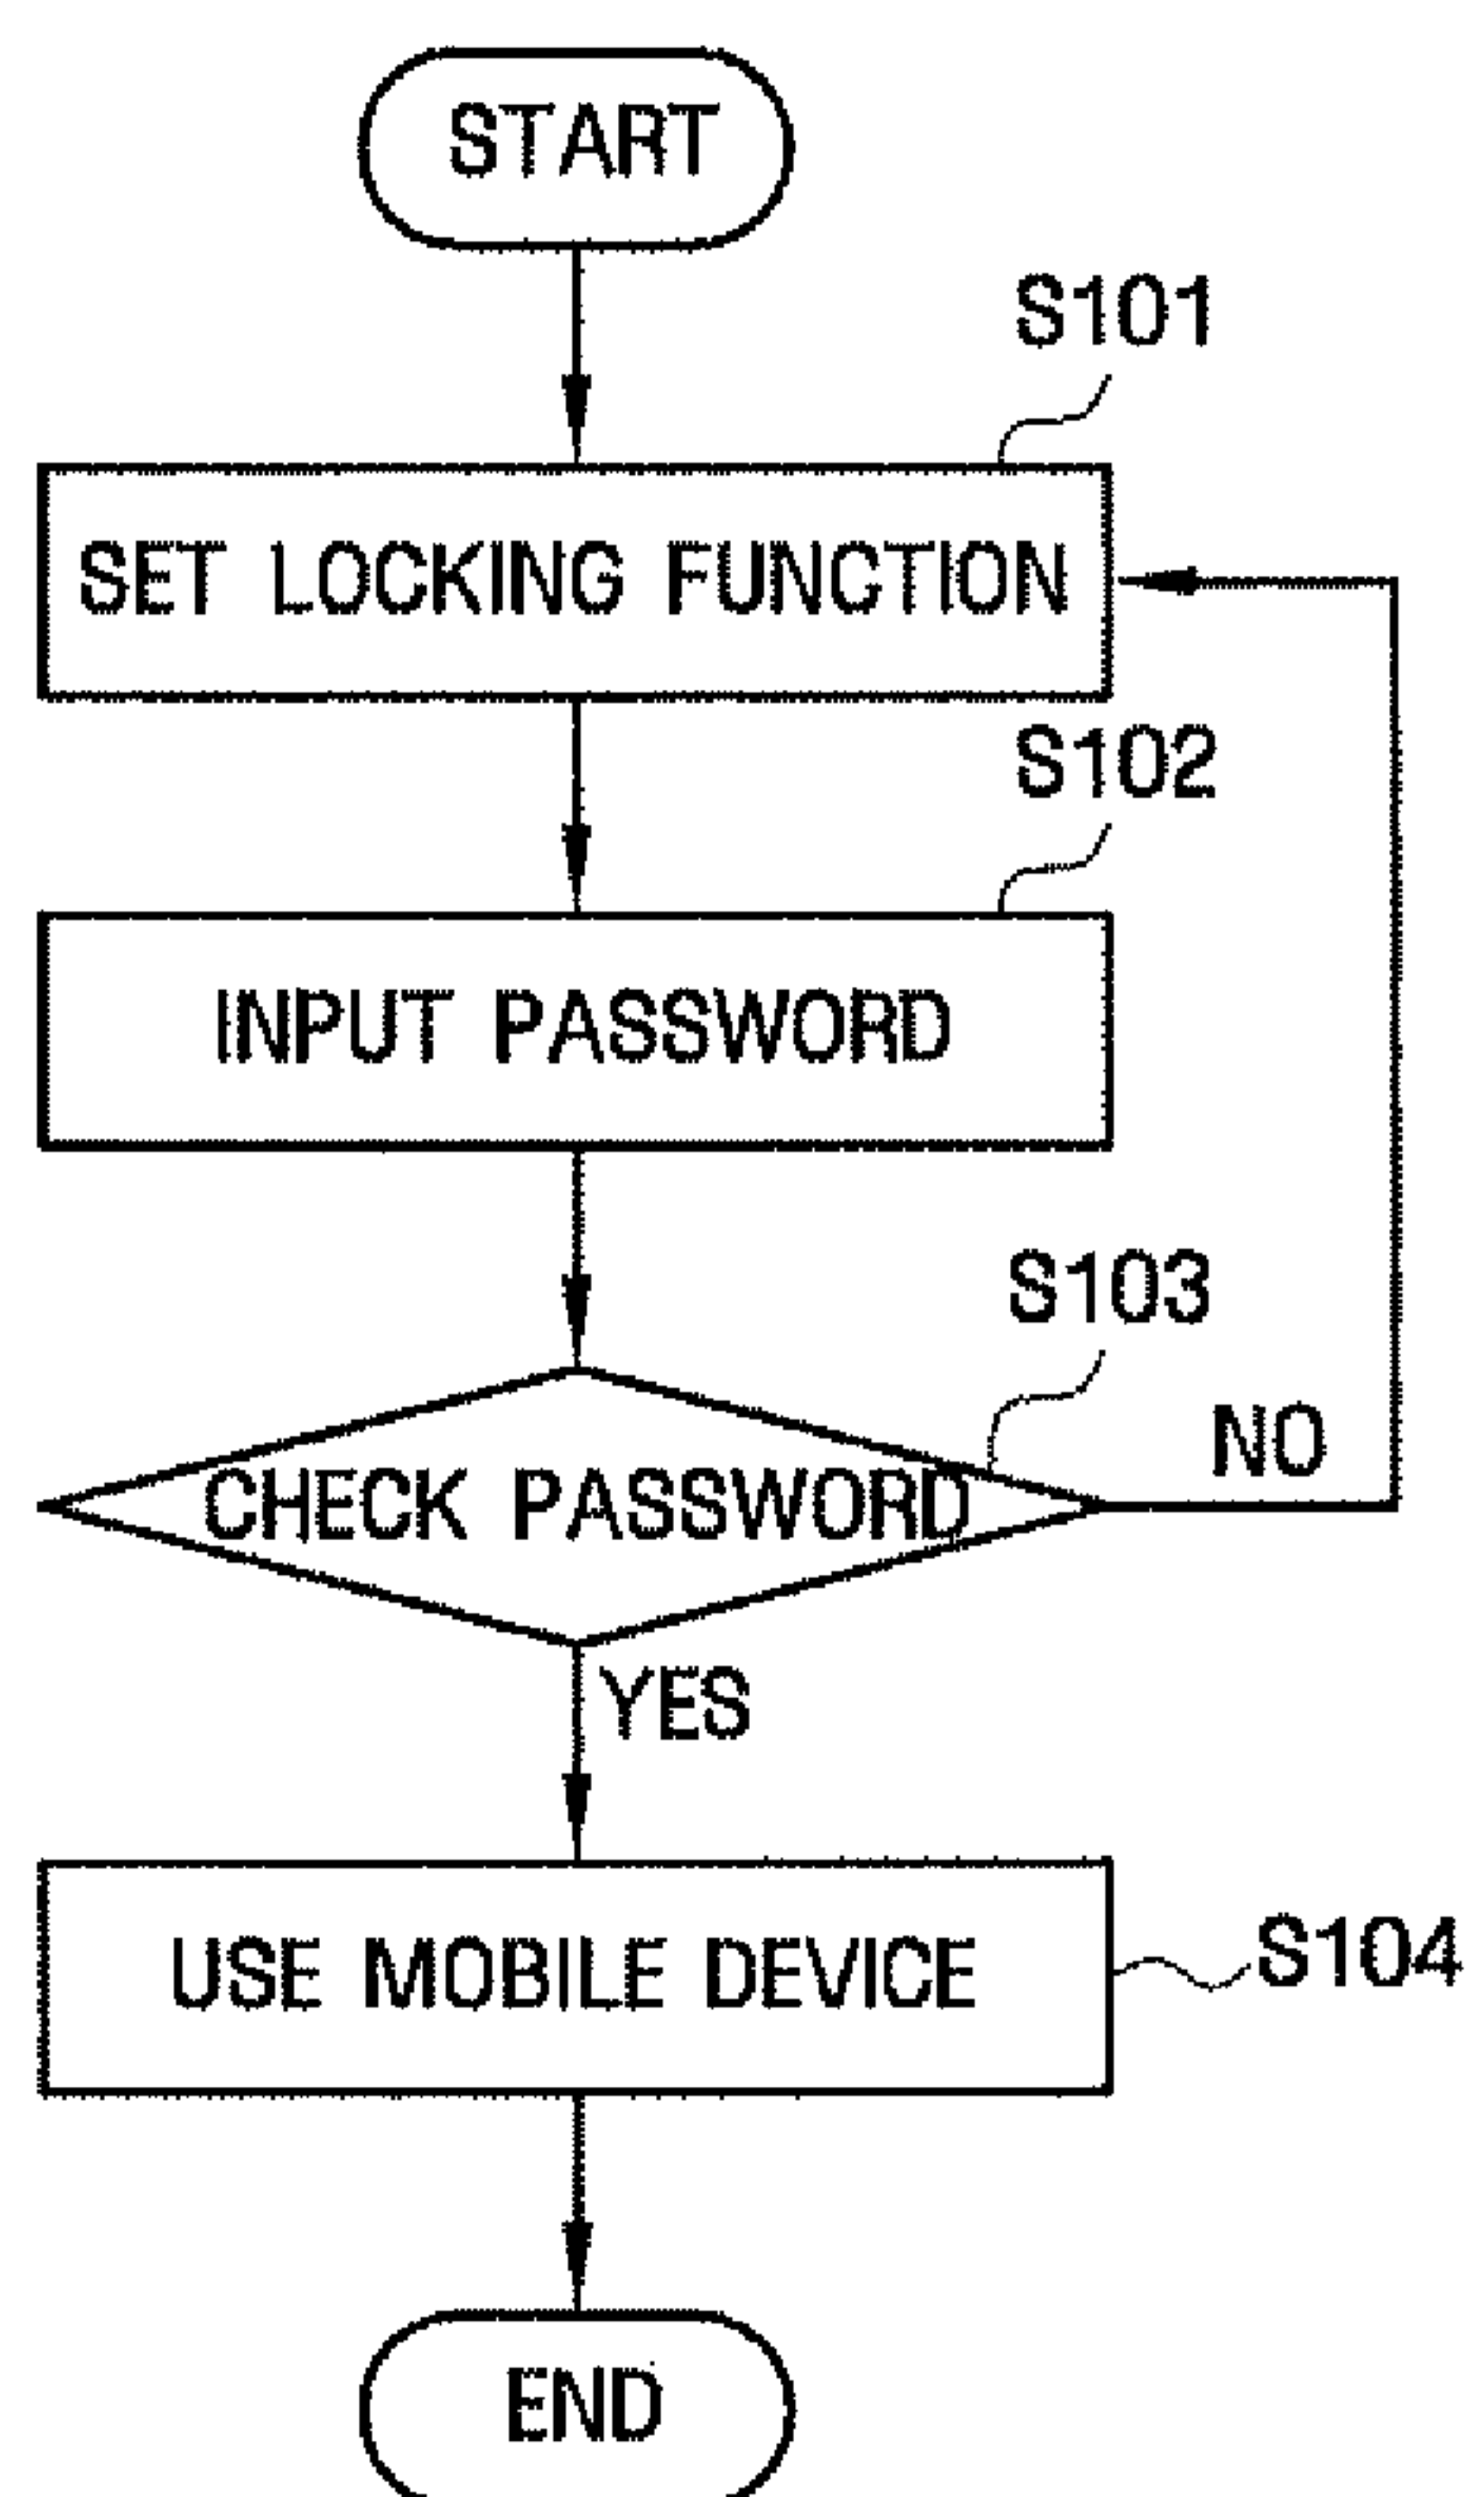 START
S101
SET LOCKING FUNCTION
S102
INPUT PASSWORD
S103
NO
CHECK PASSWORD
YES
USE MOBILE DEVICE
S104
END